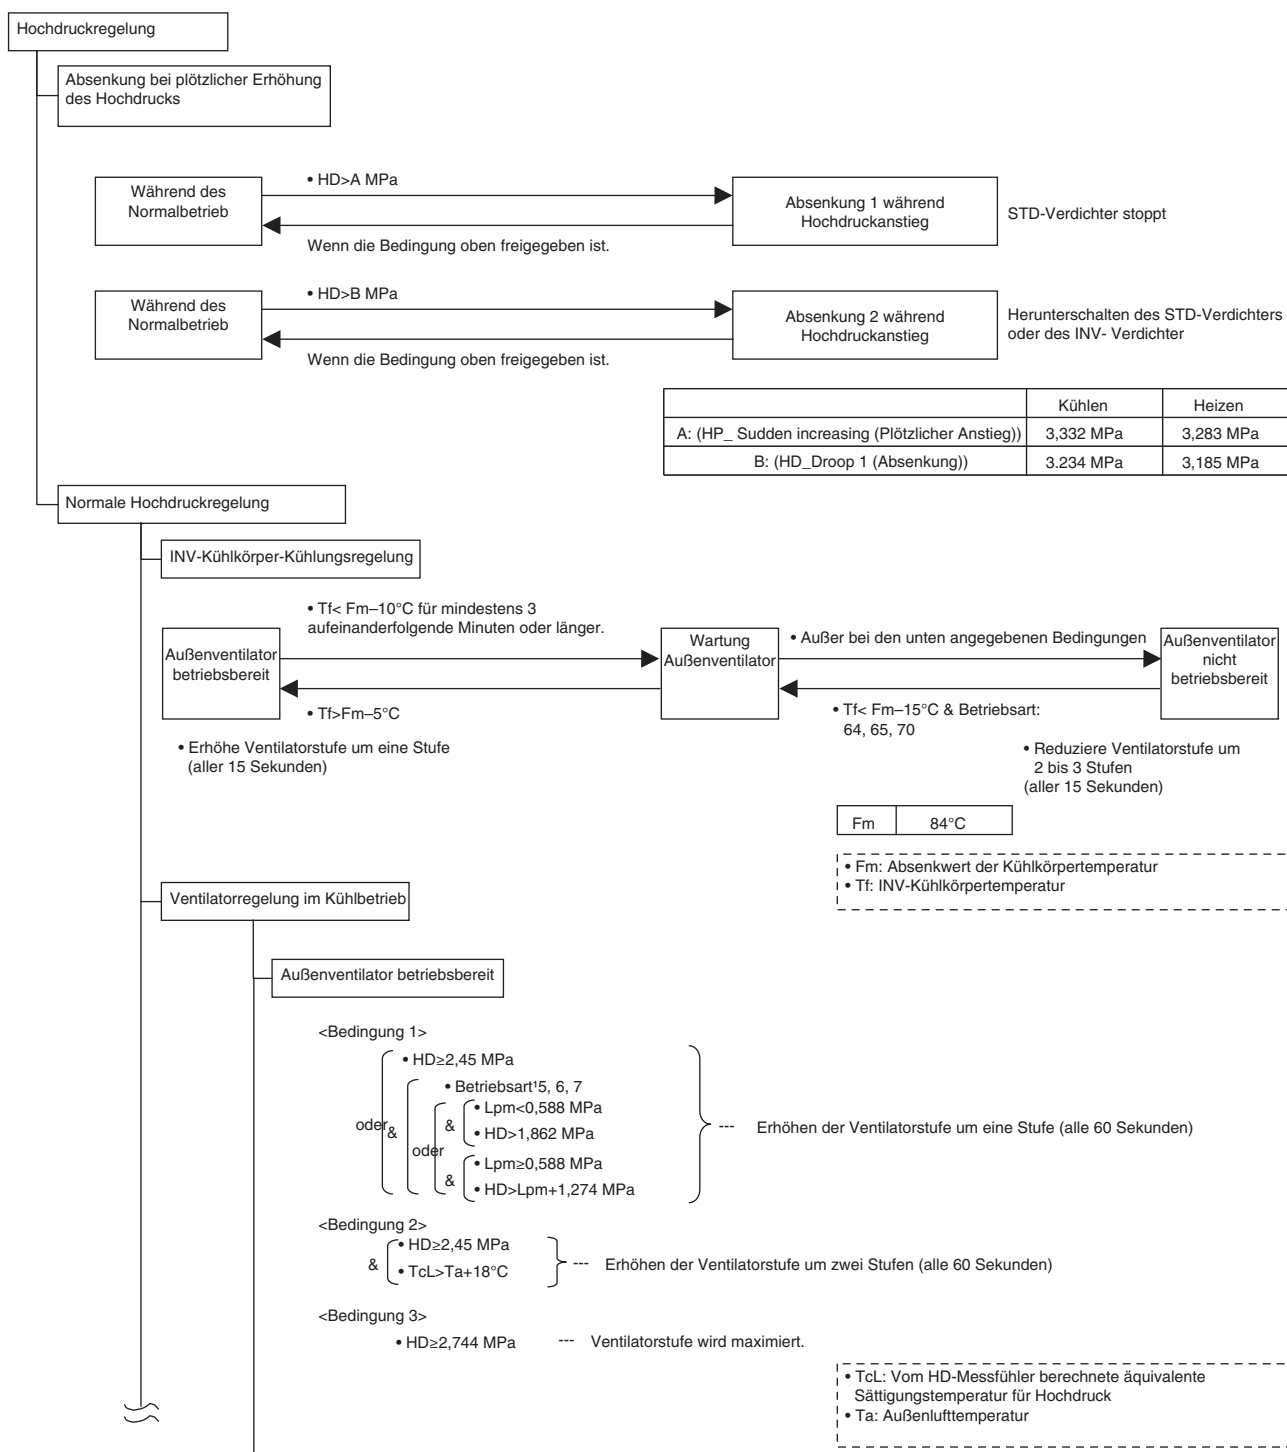 Hochdruckregelung
Absenkung bei plötzlicher Erhöhung
des Hochdrucks
Während des
Normalbetrieb
• HD>A MPa
Wenn die Bedingung oben freigegeben ist.
Absenkung 1 während
Hochdruckanstieg
STD-Verdichter stoppt
Während des
Normalbetrieb
• HD>B MPa
Wenn die Bedingung oben freigegeben ist.
Absenkung 2 während
Hochdruckanstieg
Herunterschalten des STD-Verdichters
oder des INV- Verdichter
Kühlen Heizen
A: (HP_ Sudden increasing (Plötzlicher Anstieg)) 3,332 MPa 3,283 MPa
B: (HD_Droop 1 (Absenkung)) 3.234 MPa 3,185 MPa
Normale Hochdruckregelung
INV-Kühlkörper-Kühlungsregelung
Außenventilator
betriebsbereit
• Tf< Fm–10°C für mindestens 3
aufeinanderfolgende Minuten oder länger.
• Tf>Fm–5°C
Wartung
Außenventilator
• Außer bei den unten angegebenen Bedingungen
• Tf< Fm–15°C & Betriebsart:
64, 65, 70
Außenventilator
nicht
betriebsbereit
• Erhöhe Ventilatorstufe um eine Stufe
(aller 15 Sekunden)
• Reduziere Ventilatorstufe um
2 bis 3 Stufen
(aller 15 Sekunden)
Fm 84°C
• Fm: Absenkwert der Kühlkörpertemperatur
• Tf: INV-Kühlkörpertemperatur
Ventilatorregelung im Kühlbetrieb
Außenventilator betriebsbereit
<Bedingung 1>
• HD≥2,45 MPa
• Betriebsart¹5, 6, 7
• Lpm<0,588 MPa
oder & oder &
• HD>1,862 MPa
--- Erhöhen der Ventilatorstufe um eine Stufe (alle 60 Sekunden)
• Lpm≥0,588 MPa
&
• HD>Lpm+1,274 MPa
<Bedingung 2>
• HD≥2,45 MPa
& --- Erhöhen der Ventilatorstufe um zwei Stufen (alle 60 Sekunden)
• TcL>Ta+18°C
<Bedingung 3>
• HD≥2,744 MPa --- Ventilatorstufe wird maximiert.
• TcL: Vom HD-Messfühler berechnete äquivalente
Sättigungstemperatur für Hochdruck
• Ta: Außenlufttemperatur